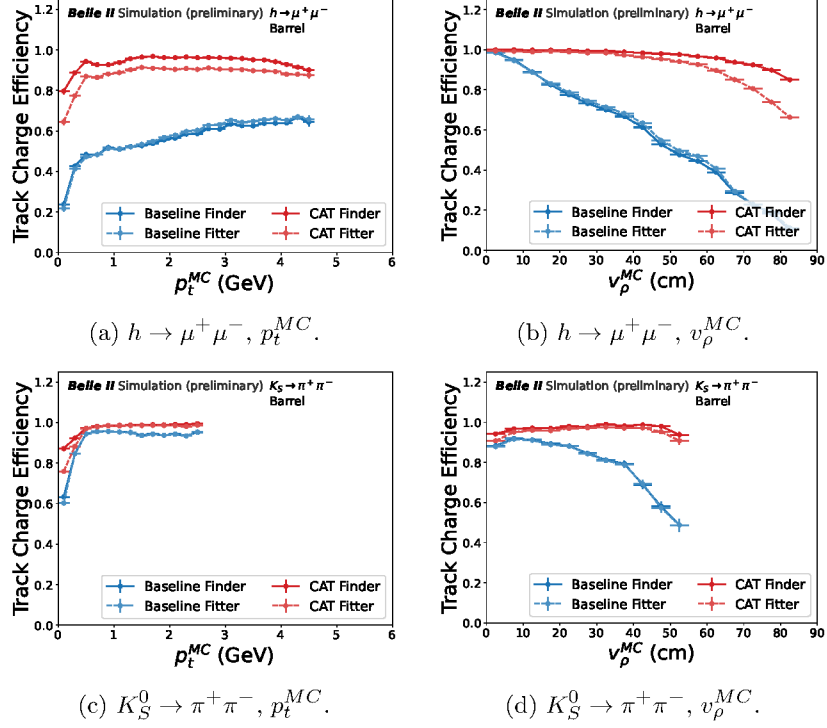 Belle II Simulation (preliminary) h → μ⁺μ⁻
Barrel
Track Charge Efficiency
1.2
1.0
0.8
0.6
0.4
0.2
0.0
Baseline Finder
Baseline Fitter
CAT Finder
CAT Fitter
0 1 2 3 4 5 6
p_t^MC (GeV)
(a) h → μ⁺μ⁻, p_t^MC.
Belle II Simulation (preliminary) h → μ⁺μ⁻
Barrel
Track Charge Efficiency
1.2
1.0
0.8
0.6
0.4
0.2
0.0
Baseline Finder
Baseline Fitter
CAT Finder
CAT Fitter
0 10 20 30 40 50 60 70 80 90
v_ρ^MC (cm)
(b) h → μ⁺μ⁻, v_ρ^MC.
Belle II Simulation (preliminary) K_S → π⁺π⁻
Barrel
Track Charge Efficiency
1.2
1.0
0.8
0.6
0.4
0.2
0.0
Baseline Finder
Baseline Fitter
CAT Finder
CAT Fitter
0 1 2 3 4 5 6
p_t^MC (GeV)
(c) K_S^0 → π⁺π⁻, p_t^MC.
Belle II Simulation (preliminary) K_S → π⁺π⁻
Barrel
Track Charge Efficiency
1.2
1.0
0.8
0.6
0.4
0.2
0.0
Baseline Finder
Baseline Fitter
CAT Finder
CAT Fitter
0 10 20 30 40 50 60 70 80 90
v_ρ^MC (cm)
(d) K_S^0 → π⁺π⁻, v_ρ^MC.